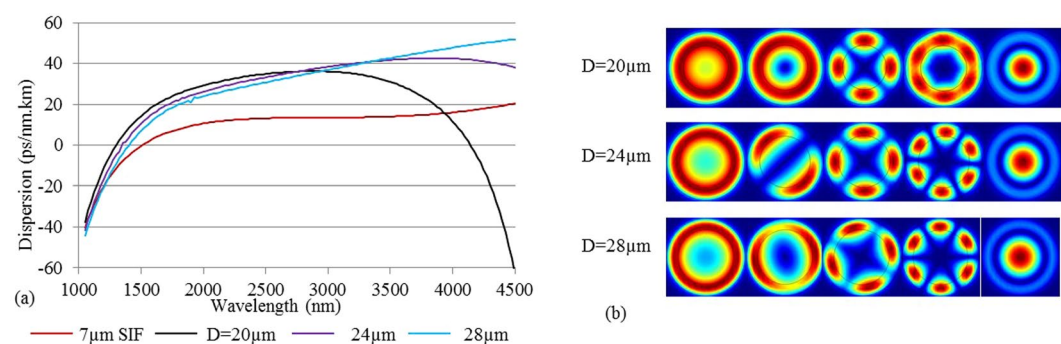 (a)
Dispersion (ps/nm.km)
60
40
20
0
-20
-40
-60
1000 1500 2000 2500 3000 3500 4000 4500
Wavelength (nm)
7µm SIF D=20µm 24µm 28µm
(b)
D=20µm
D=24µm
D=28µm